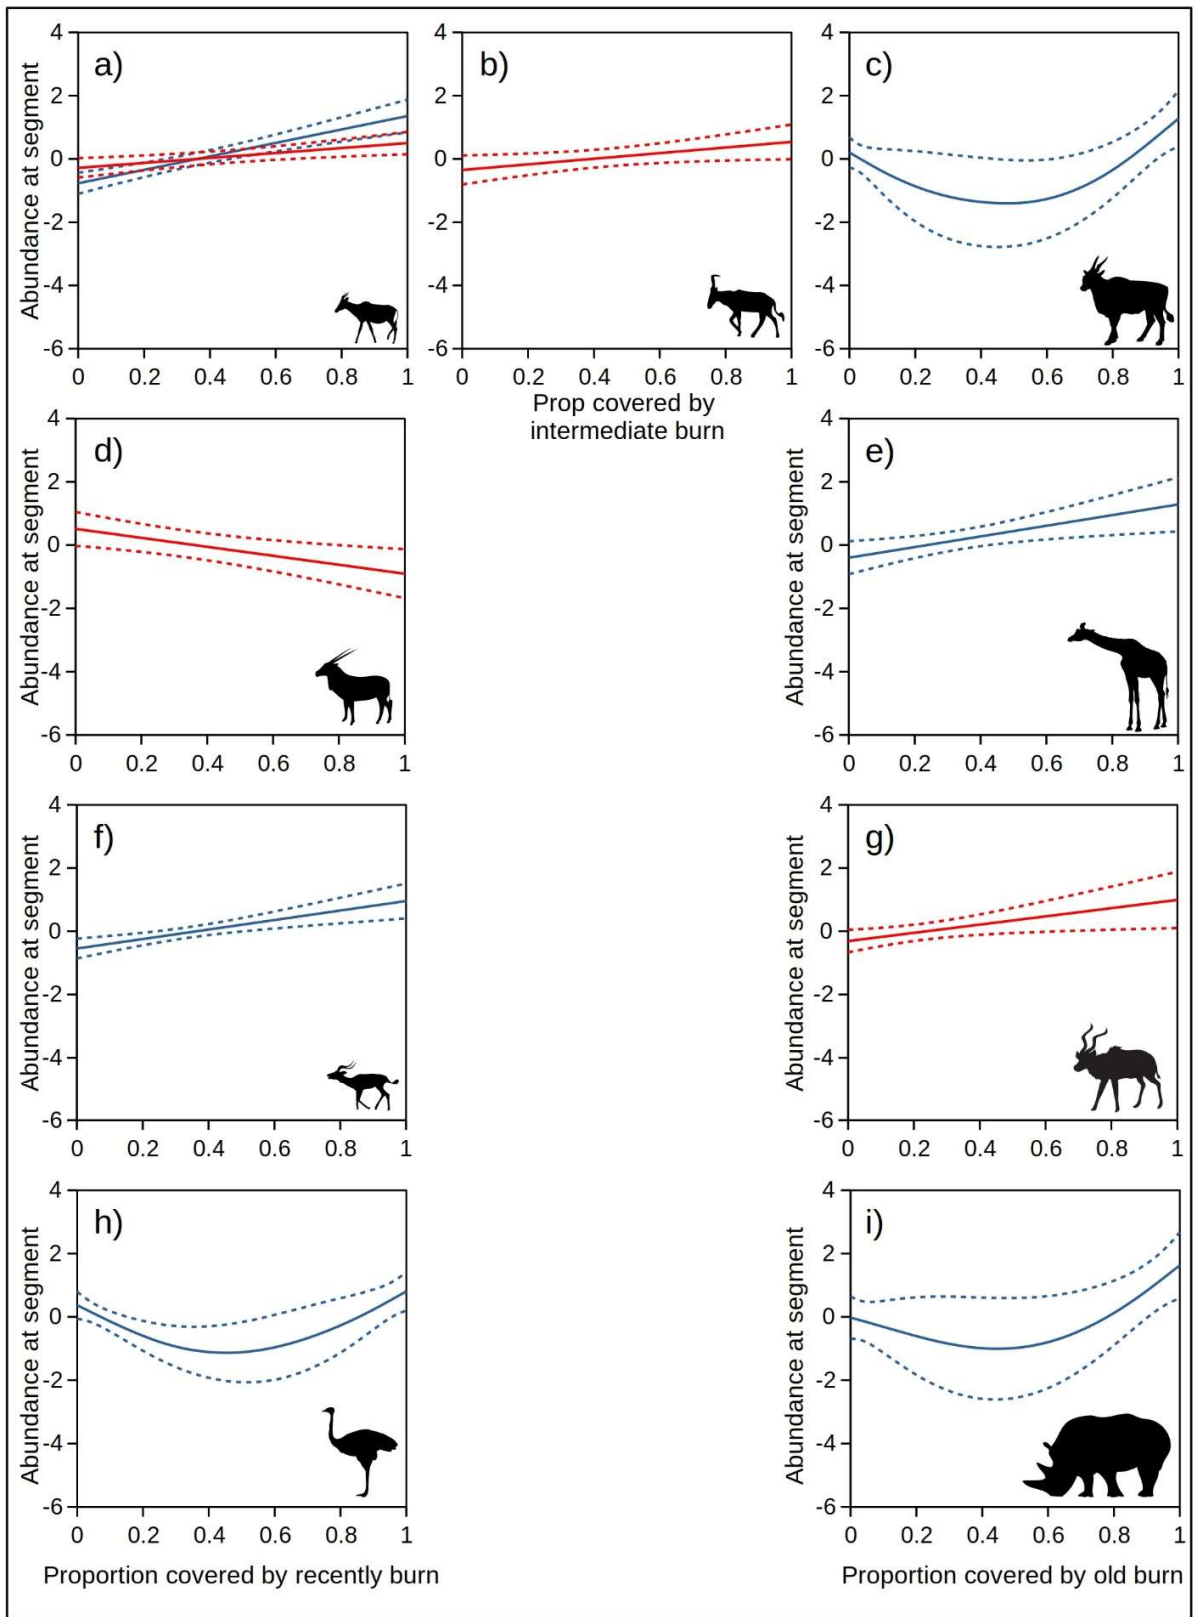 a)
b)
c)
4
2
0
-2
-4
-6
Abundance at segment
0 0.2 0.4 0.6 0.8 1
4
2
0
-2
-4
-6
0 0.2 0.4 0.6 0.8 1
Prop covered by
intermediate burn
4
2
0
-2
-4
-6
0 0.2 0.4 0.6 0.8 1
d)
4
2
0
-2
-4
-6
Abundance at segment
0 0.2 0.4 0.6 0.8 1
e)
4
2
0
-2
-4
-6
Abundance at segment
0 0.2 0.4 0.6 0.8 1
f)
4
2
0
-2
-4
-6
Abundance at segment
0 0.2 0.4 0.6 0.8 1
g)
4
2
0
-2
-4
-6
Abundance at segment
0 0.2 0.4 0.6 0.8 1
h)
4
2
0
-2
-4
-6
Abundance at segment
0 0.2 0.4 0.6 0.8 1
Proportion covered by recently burn
i)
4
2
0
-2
-4
-6
Abundance at segment
0 0.2 0.4 0.6 0.8 1
Proportion covered by old burn